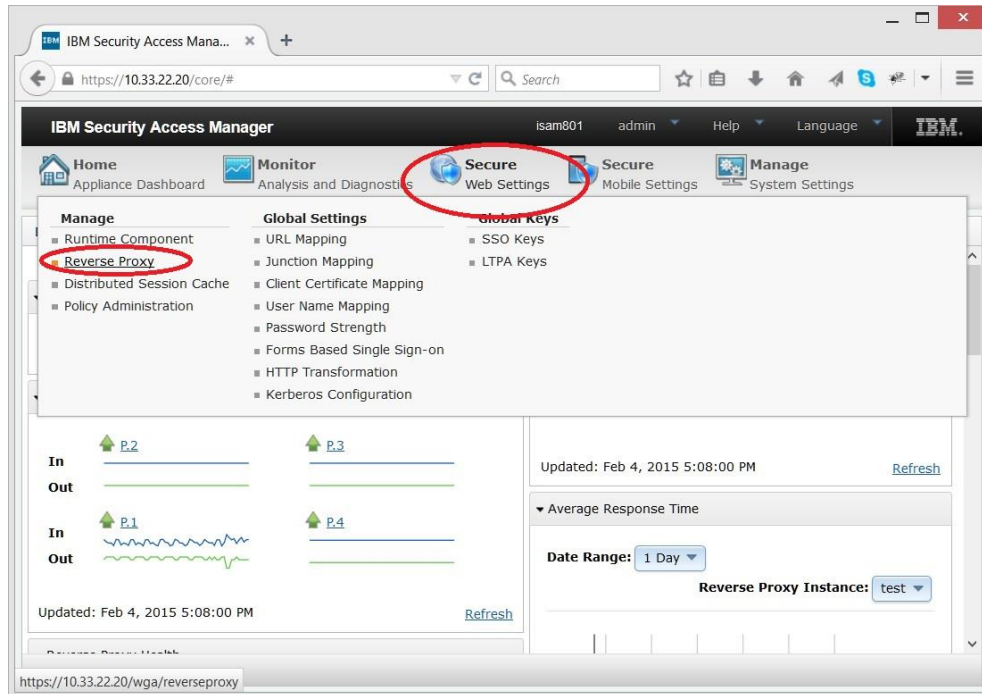 IBM Security Access Mana...
https://10.33.22.20/core/#
Search
IBM Security Access Manager
isam801
admin
Help
Language
IBM.
Home
Appliance Dashboard
Monitor
Analysis and Diagnostics
Secure
Web Settings
Secure
Mobile Settings
Manage
System Settings
Manage
Runtime Component
Reverse Proxy
Distributed Session Cache
Policy Administration
Global Settings
URL Mapping
Junction Mapping
Client Certificate Mapping
User Name Mapping
Password Strength
Forms Based Single Sign-on
HTTP Transformation
Kerberos Configuration
Global Keys
SSO Keys
LTPA Keys
P.2
P.3
In
Out
P.1
P.4
In
Out
Updated: Feb 4, 2015 5:08:00 PM
Refresh
Updated: Feb 4, 2015 5:08:00 PM
Refresh
Average Response Time
Date Range: 1 Day
Reverse Proxy Instance: test
https://10.33.22.20/wga/reverseproxy